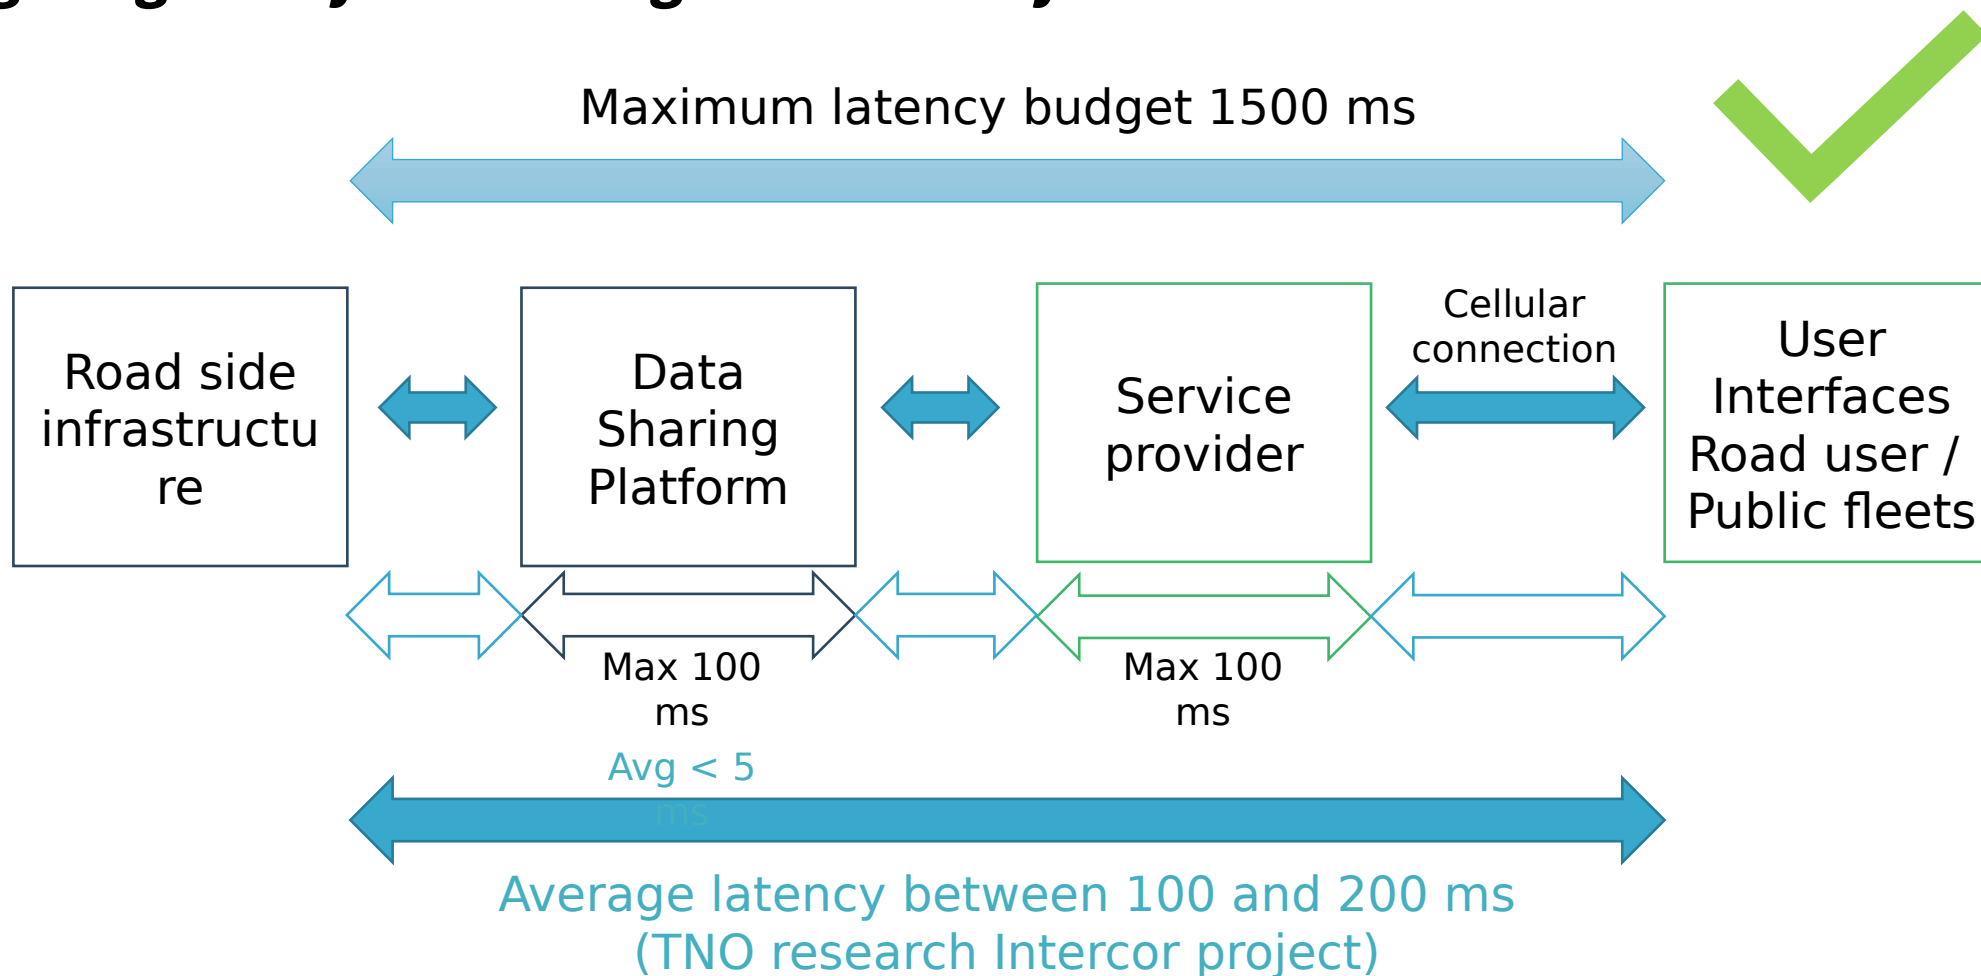 Maximum latency budget 1500 ms
Road side
infrastructu
re
Data
Sharing
Platform
Service
provider
Cellular
connection
User
Interfaces
Road user /
Public fleets
Max 100
ms
Avg < 5
ms
Max 100
ms
Average latency between 100 and 200 ms
(TNO research Intercor project)